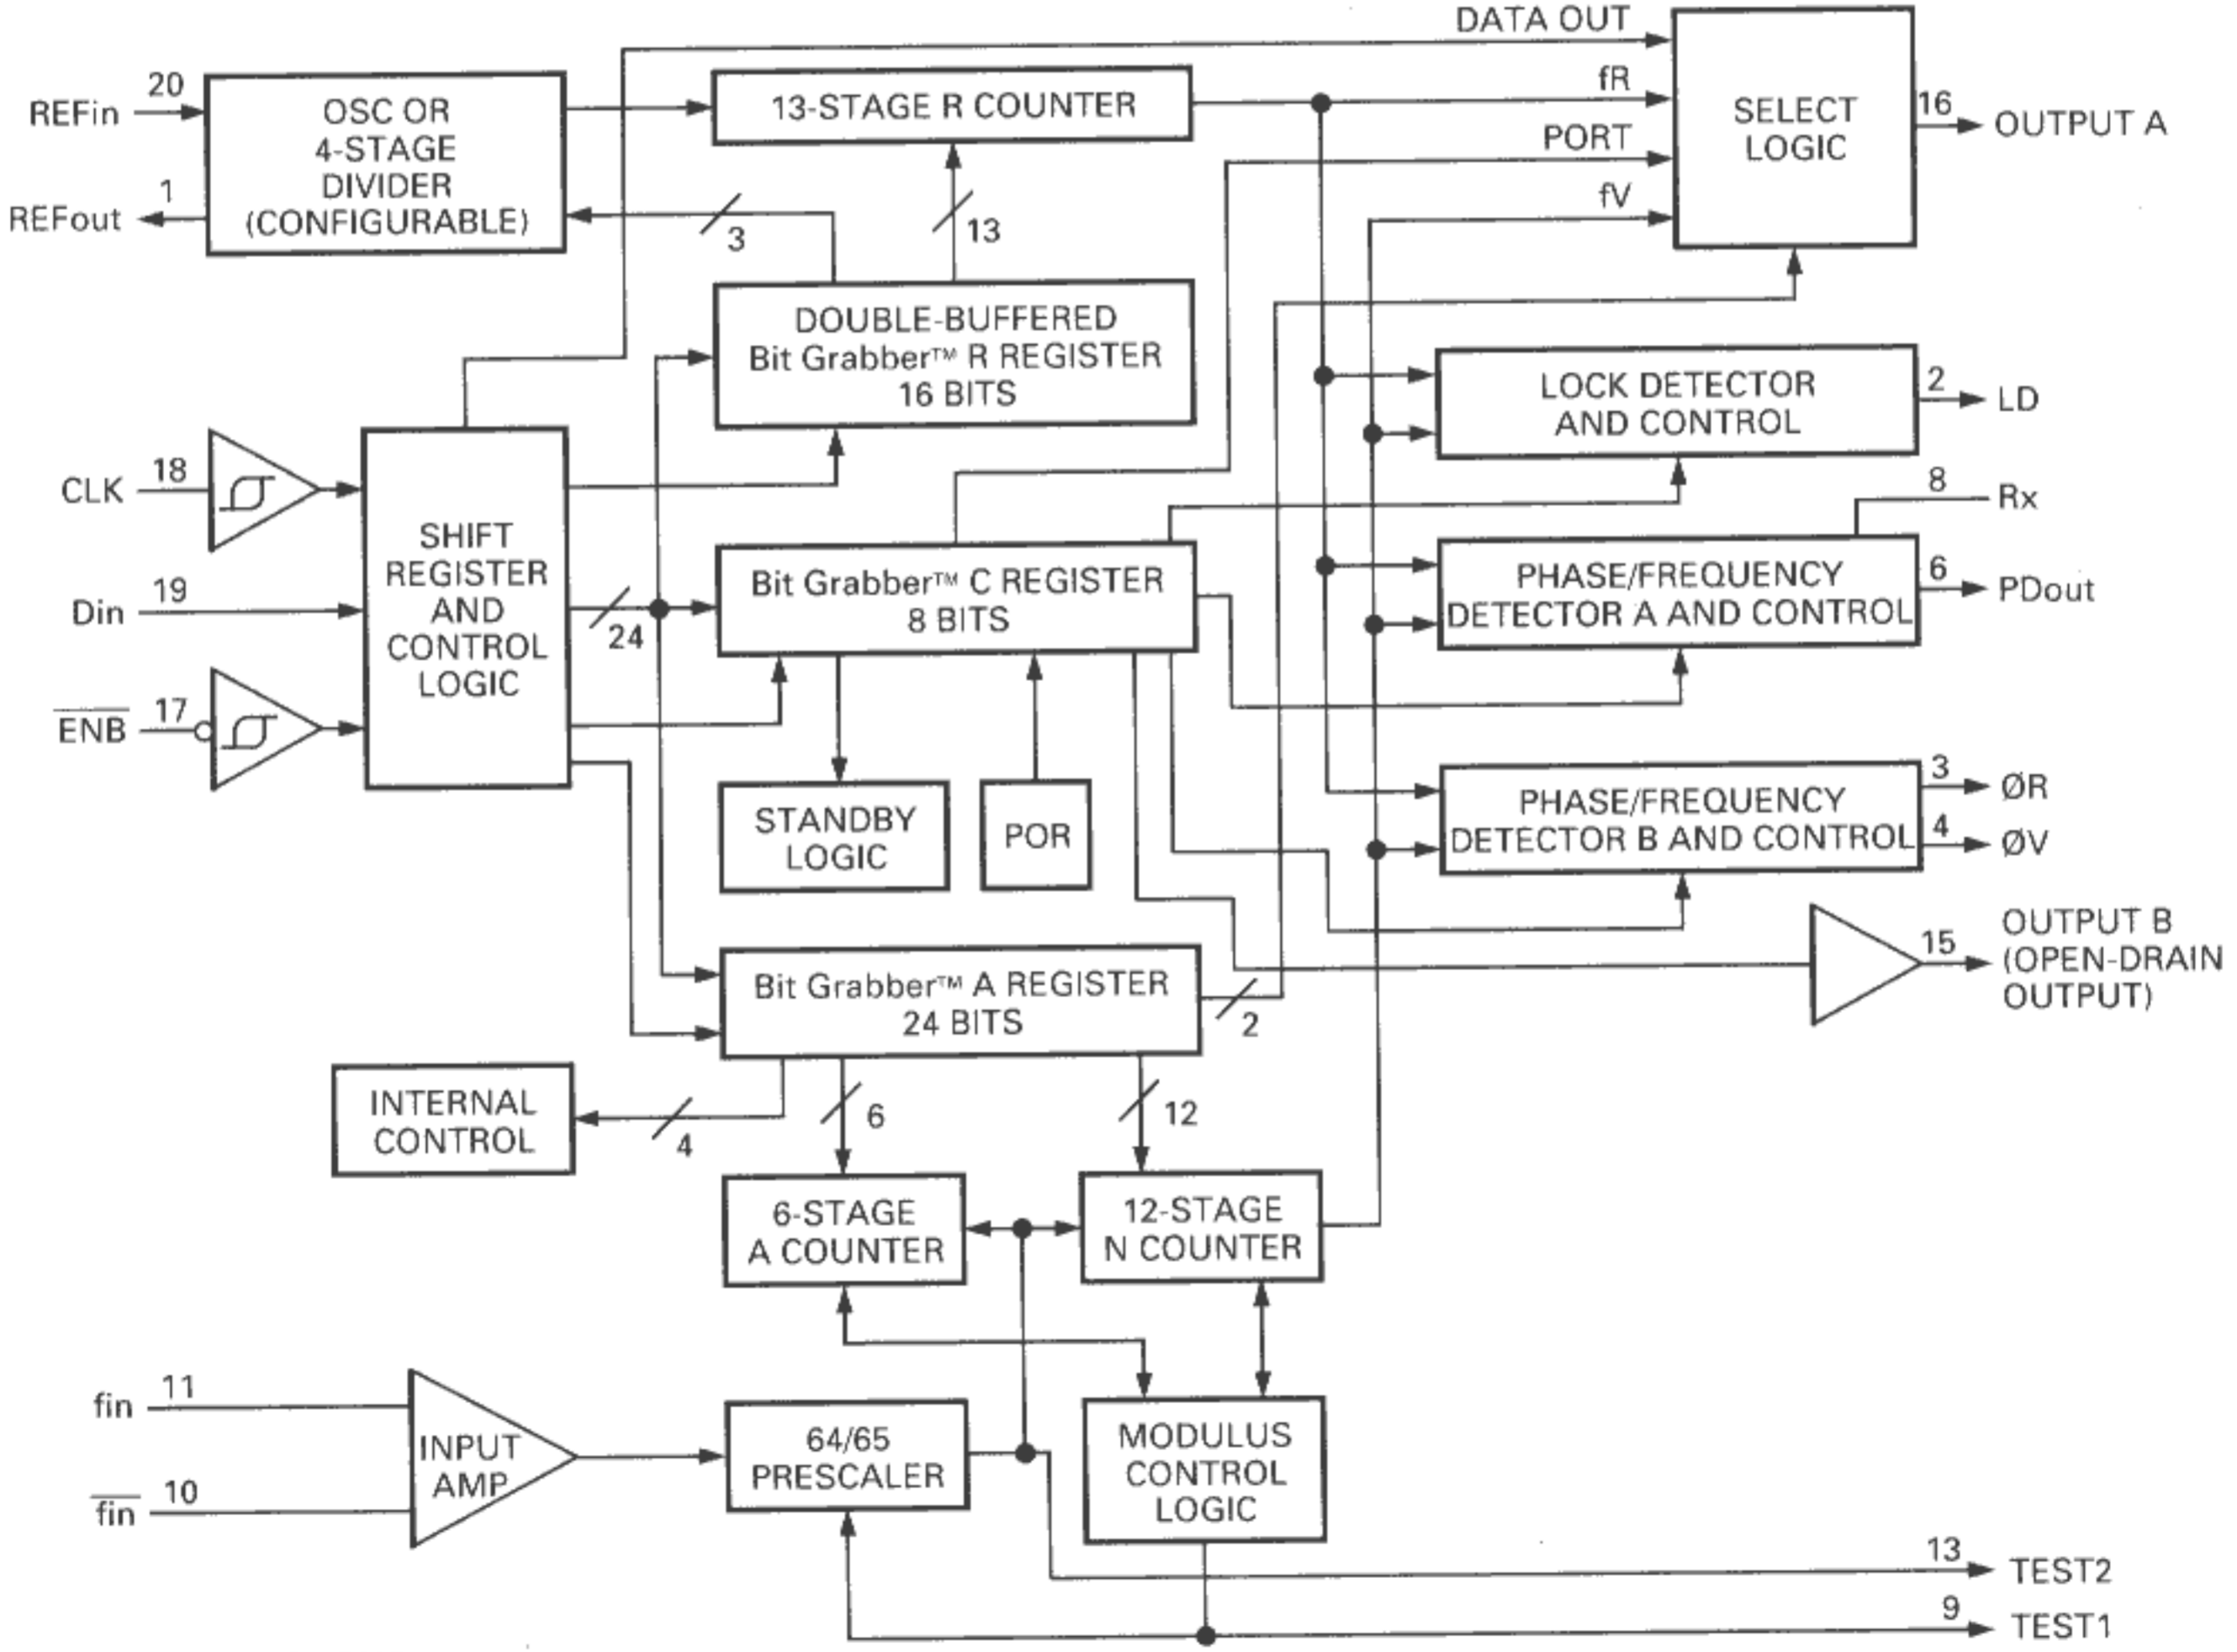 DATA OUT
20
REFin
OSC OR
4-STAGE
DIVIDER
(CONFIGURABLE)
1
REFout
13-STAGE R COUNTER
fR
PORT
fV
SELECT
LOGIC
16
OUTPUT A
3
13
DOUBLE-BUFFERED
Bit Grabber™ R REGISTER
16 BITS
LOCK DETECTOR
AND CONTROL
2
LD
18
CLK
19
Din
17
ENB
SHIFT
REGISTER
AND
CONTROL
LOGIC
24
Bit Grabber™ C REGISTER
8 BITS
8
Rx
PHASE/FREQUENCY
DETECTOR A AND CONTROL
6
PDout
STANDBY
LOGIC
POR
PHASE/FREQUENCY
DETECTOR B AND CONTROL
3
ØR
4
ØV
15
OUTPUT B
(OPEN-DRAIN
OUTPUT)
Bit Grabber™ A REGISTER
24 BITS
2
INTERNAL
CONTROL
4
6
12
6-STAGE
A COUNTER
12-STAGE
N COUNTER
11
fin
10
fin
INPUT
AMP
64/65
PRESCALER
MODULUS
CONTROL
LOGIC
13
TEST2
9
TEST1